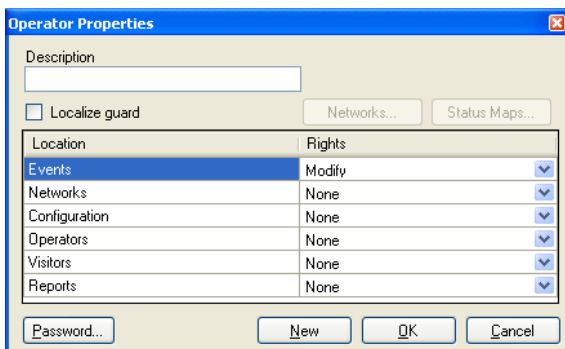 Operator Properties
Description
Localize guard Networks... Status Maps...
Location Rights
Events Modify
Networks None
Configuration None
Operators None
Visitors None
Reports None
Password... New OK Cancel